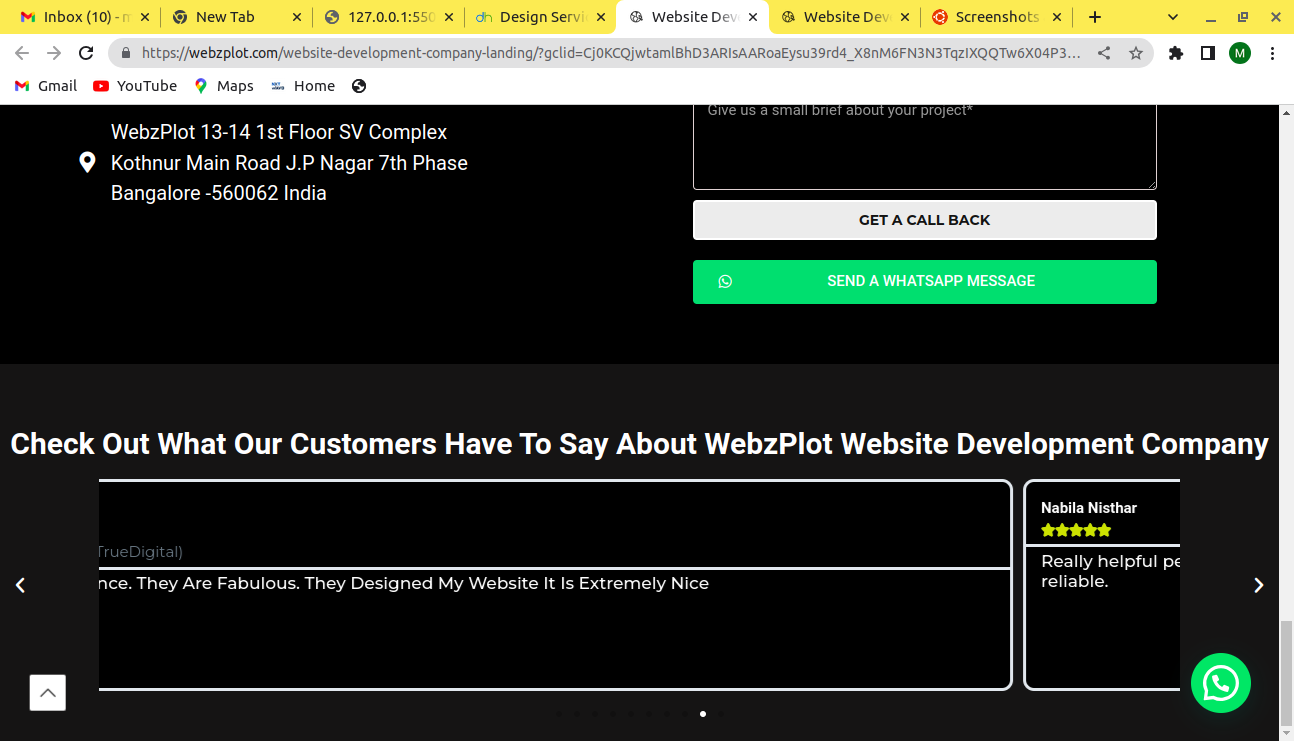 Inbox (10) - m
New Tab
127.0.0.1:550
Design Servi
Website Dev
Website Dev
Screenshots
https://webzplot.com/website-development-company-landing/?gclid=Cj0KCQjwtamlBhD3ARIsAARoaEysu39rd4_X8nM6FN3N3TqzIXQQTw6X04P3...
M
Gmail
YouTube
Maps
Home
WebzPlot 13-14 1st Floor SV Complex
Kothnur Main Road J.P Nagar 7th Phase
Bangalore -560062 India
Give us a small brief about your project*
GET A CALL BACK
SEND A WHATSAPP MESSAGE
Check Out What Our Customers Have To Say About WebzPlot Website Development Company
TrueDigital)
nce. They Are Fabulous. They Designed My Website It Is Extremely Nice
Nabila Nisthar
Really helpful pe
reliable.